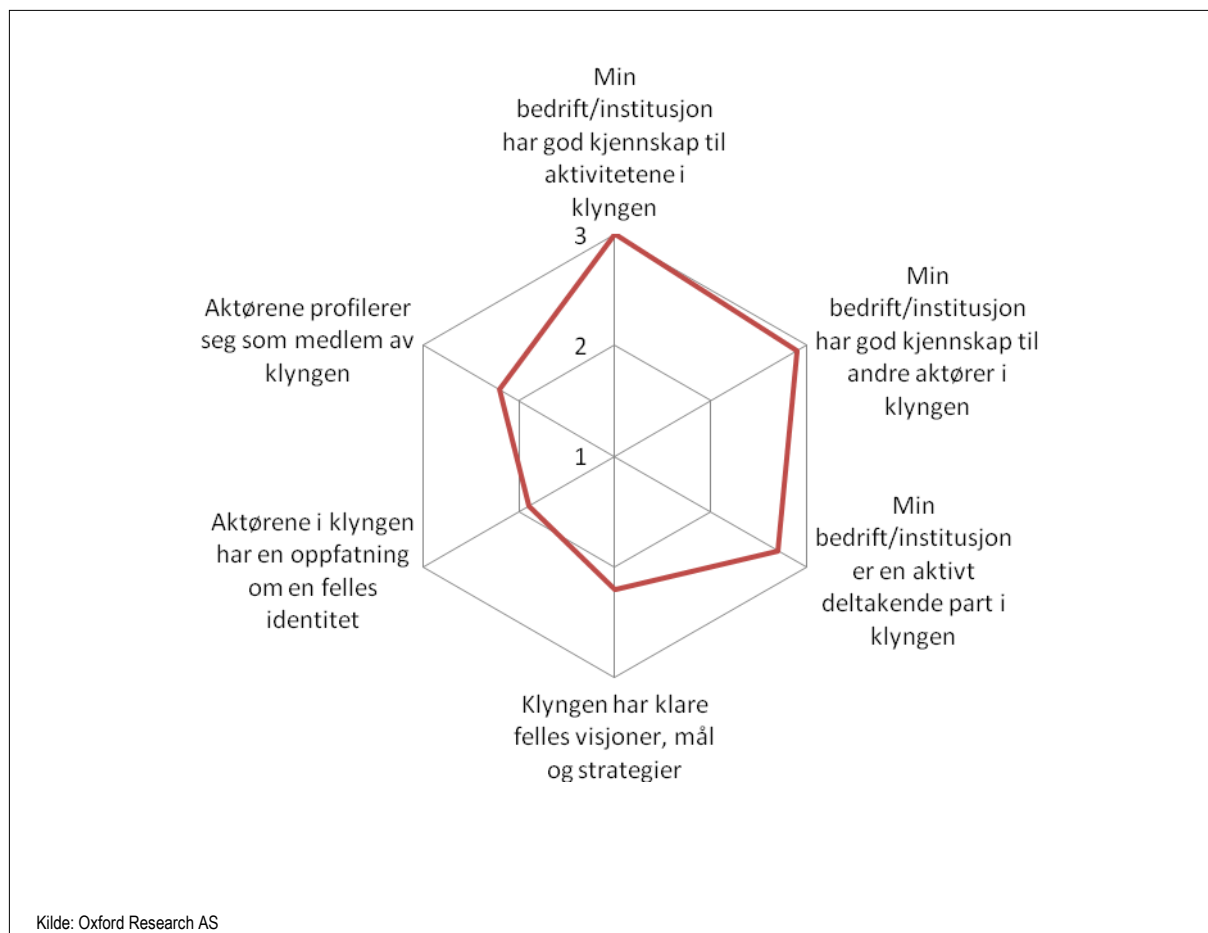 Min
bedrift/institusjon
har god kjennskap til
aktivitetene i
klyngen
3
2
1
Min
bedrift/institusjon
har god kjennskap til
andre aktører i
klyngen
Min
bedrift/institusjon
er en aktivt
deltakende part i
klyngen
Klyngen har klare
felles visjoner, mål
og strategier
Aktørene i klyngen
har en oppfatning
om en felles
identitet
Aktørene profilerer
seg som medlem av
klyngen
Kilde: Oxford Research AS